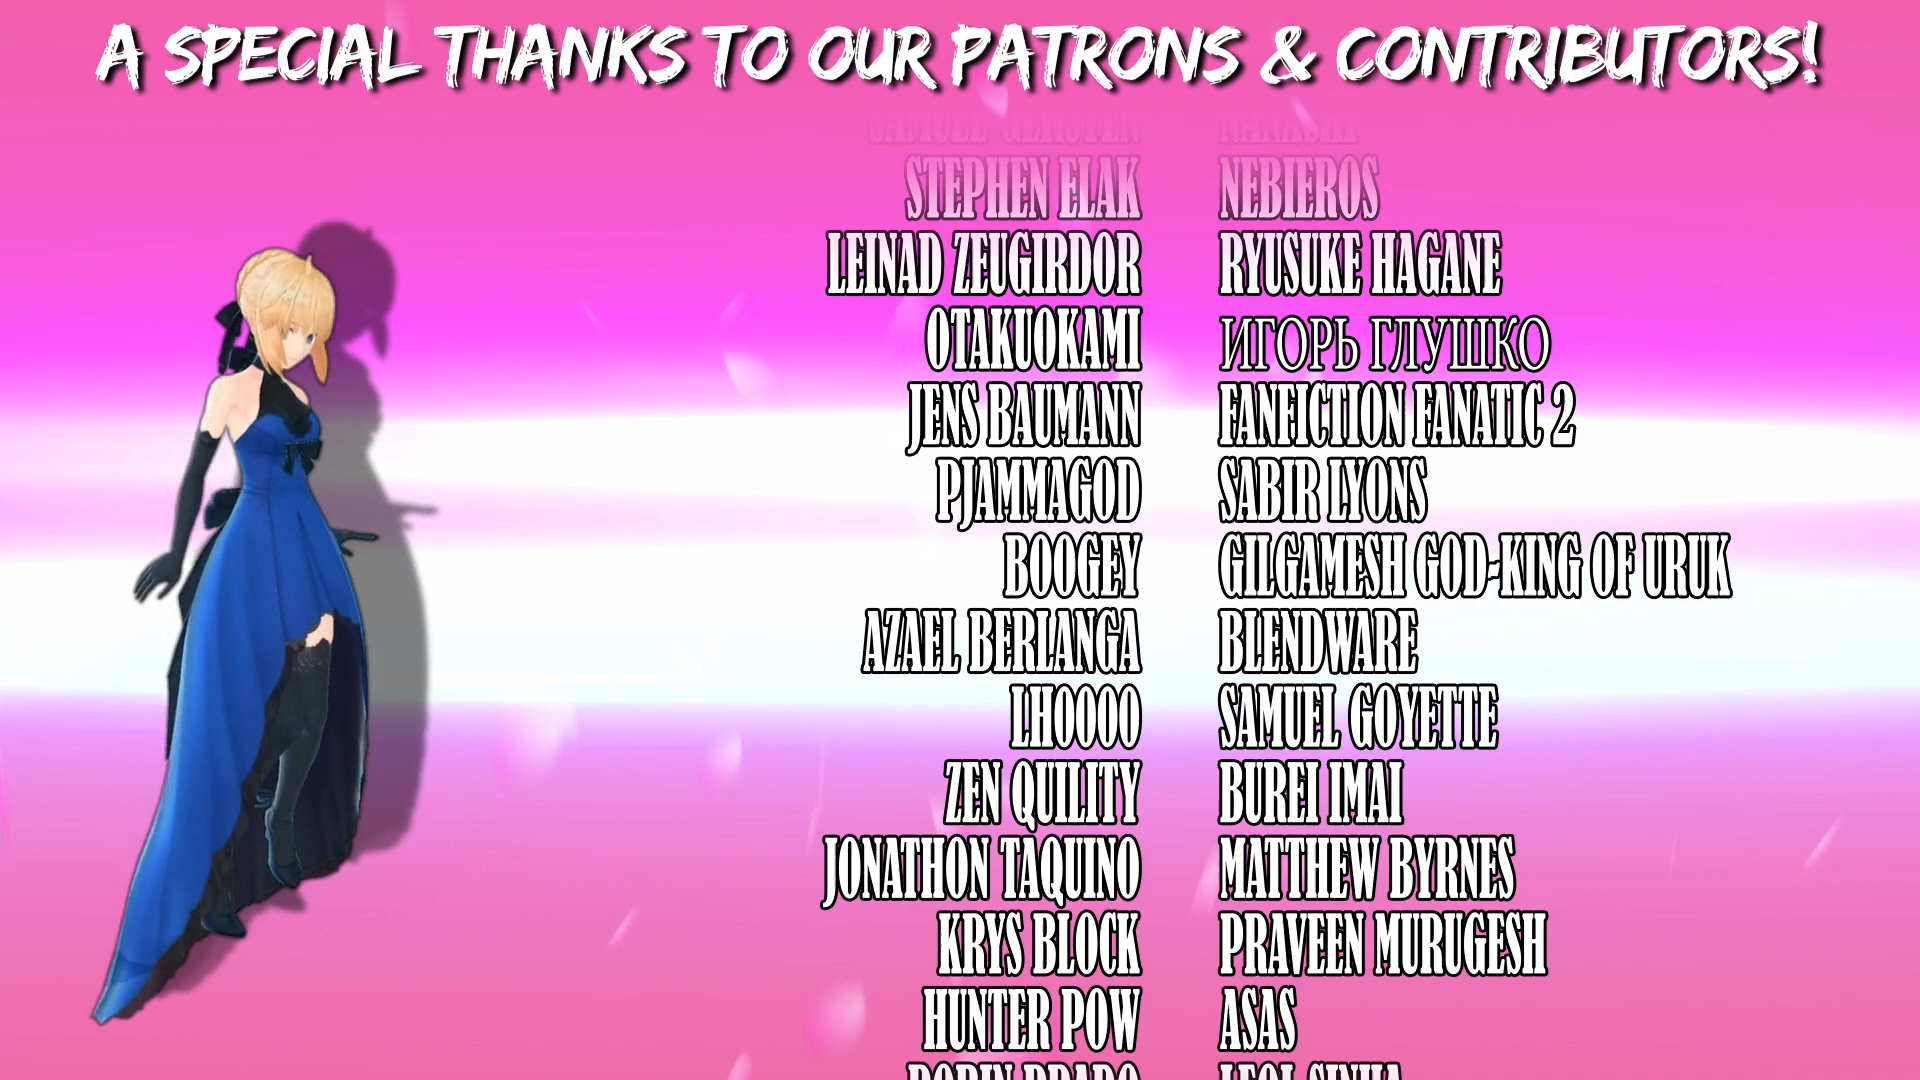 A SPECIAL THANKS TO OUR PATRONS & CONTRIBUTORS!
STEPHEN ELAK NEBIEROS
LEINAD ZEUGIRDOR RYUSUKE HAGANE
OTAKUOKAMI ИГОРЬ ГЛУШКО
JENS BAUMANN FANFICTION FANATIC 2
PJAMMAGOD SABIR LYONS
BOOGEY GILGAMESH GOD-KING OF URUK
AZAEL BERLANGA BLENDWARE
LHOOOO SAMUEL GOYETTE
ZEN QUILITY BUREI IMAI
JONATHON TAQUINO MATTHEW BYRNES
KRYS BLOCK PRAVEEN MURUGESH
HUNTER POW ASAS